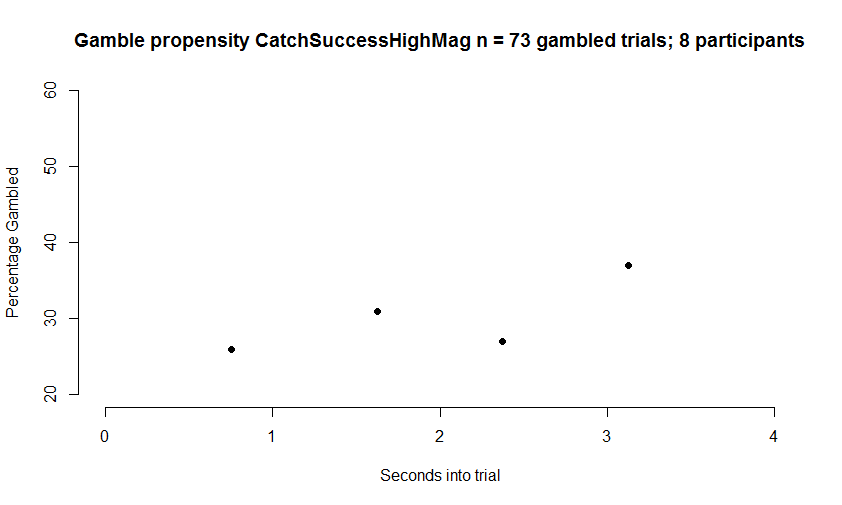 Gamble propensity CatchSuccessHighMag n = 73 gambled trials; 8 participants
60
50
40
30
20
Percentage Gambled
0 1 2 3 4
Seconds into trial